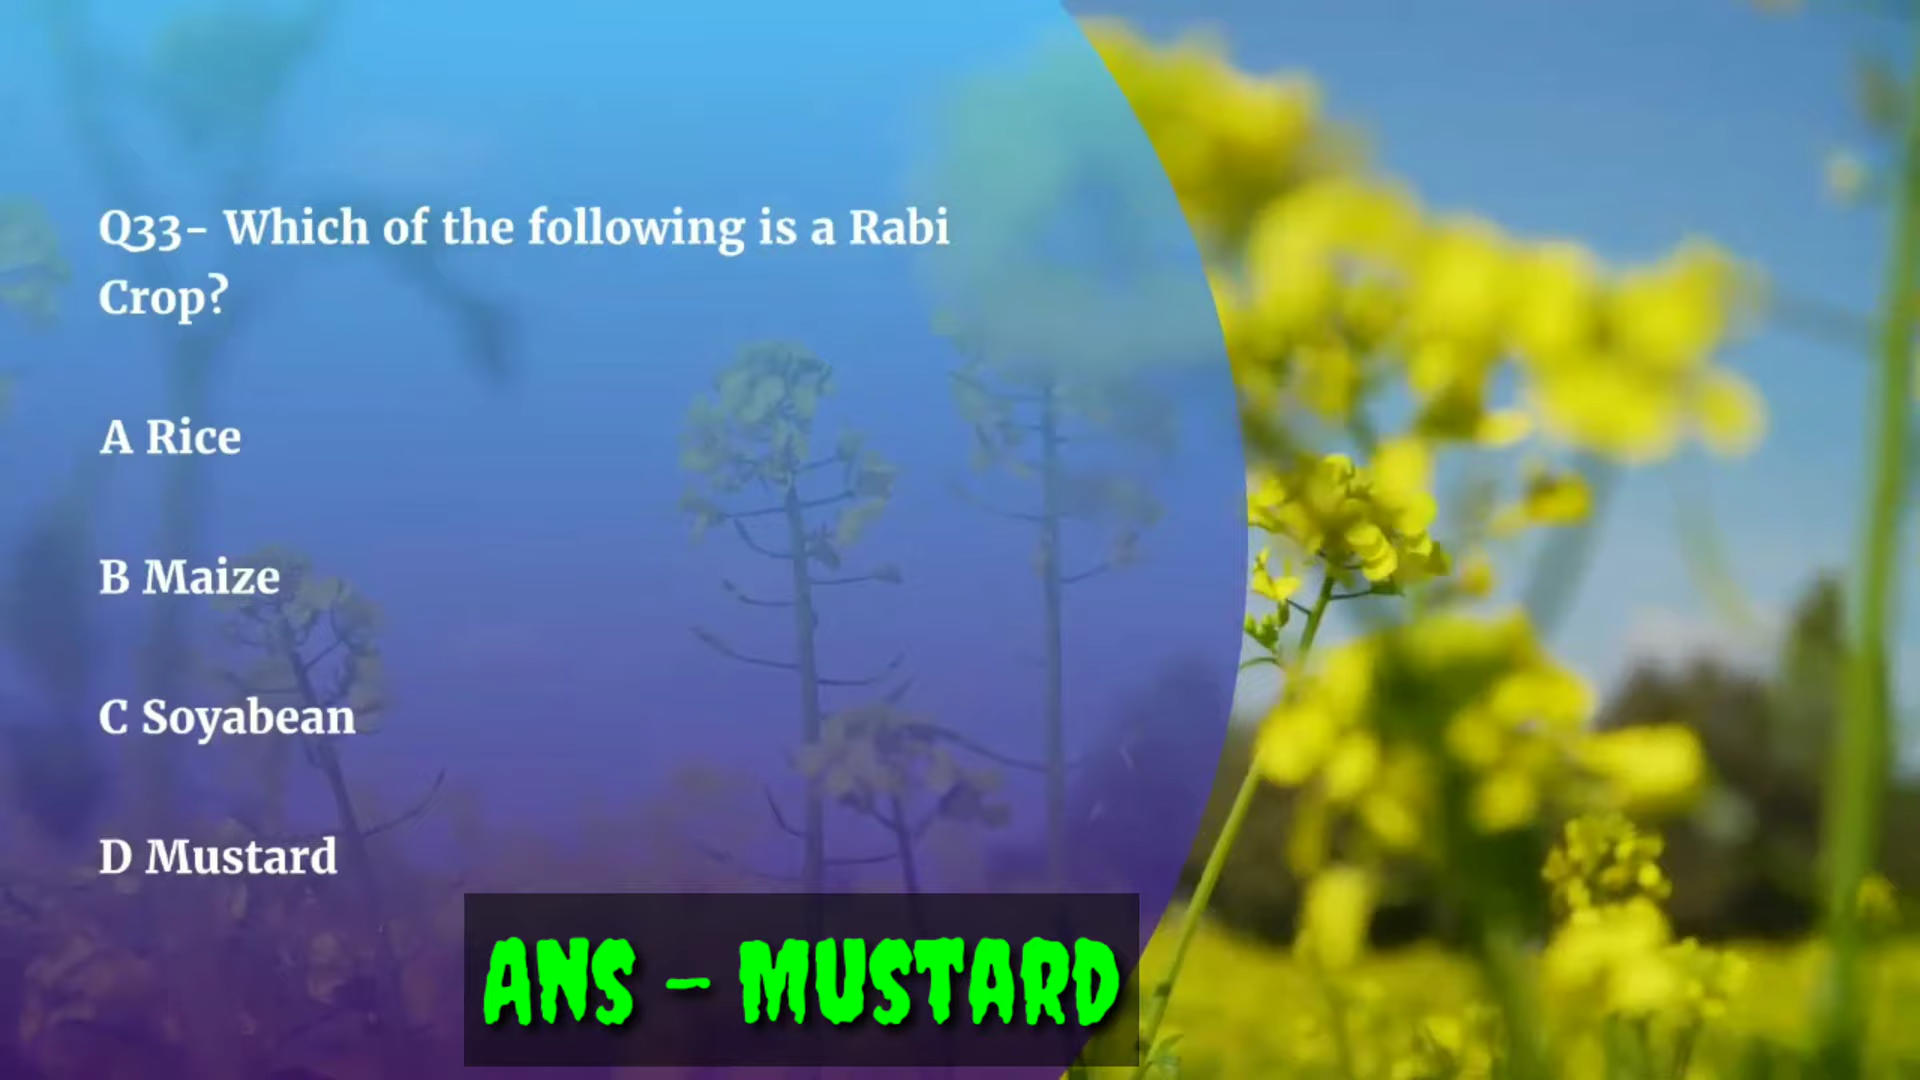 Q33- Which of the following is a Rabi
Crop?
A Rice
B Maize
C Soyabean
D Mustard
ANS - MUSTARD